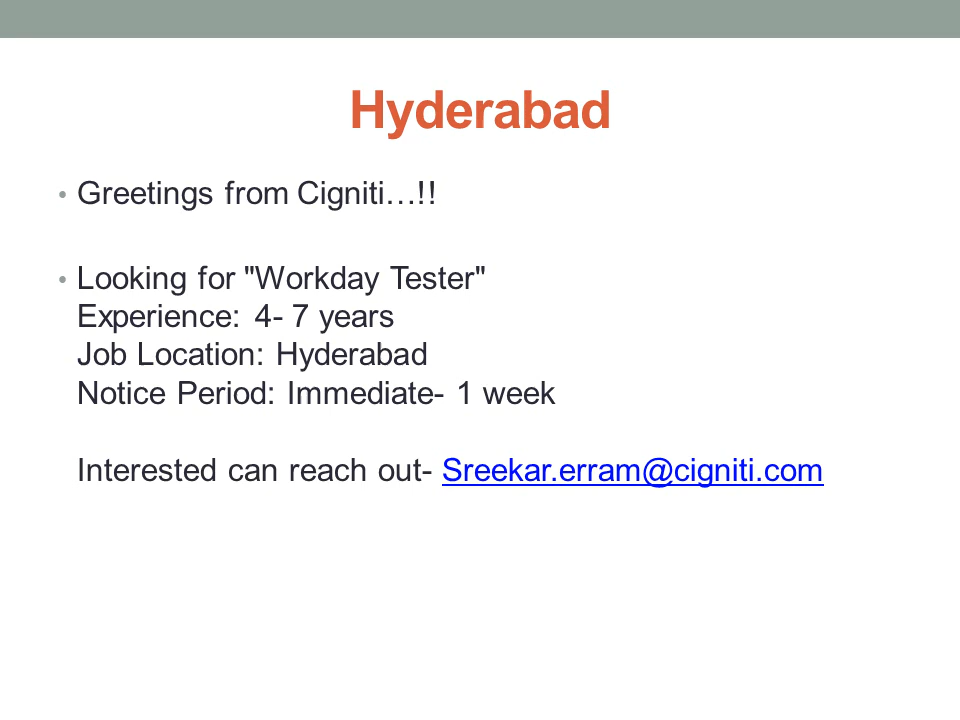 Hyderabad
• Greetings from Cigniti…!!
• Looking for "Workday Tester"
Experience: 4- 7 years
Job Location: Hyderabad
Notice Period: Immediate- 1 week
Interested can reach out- Sreekar.erram@cigniti.com